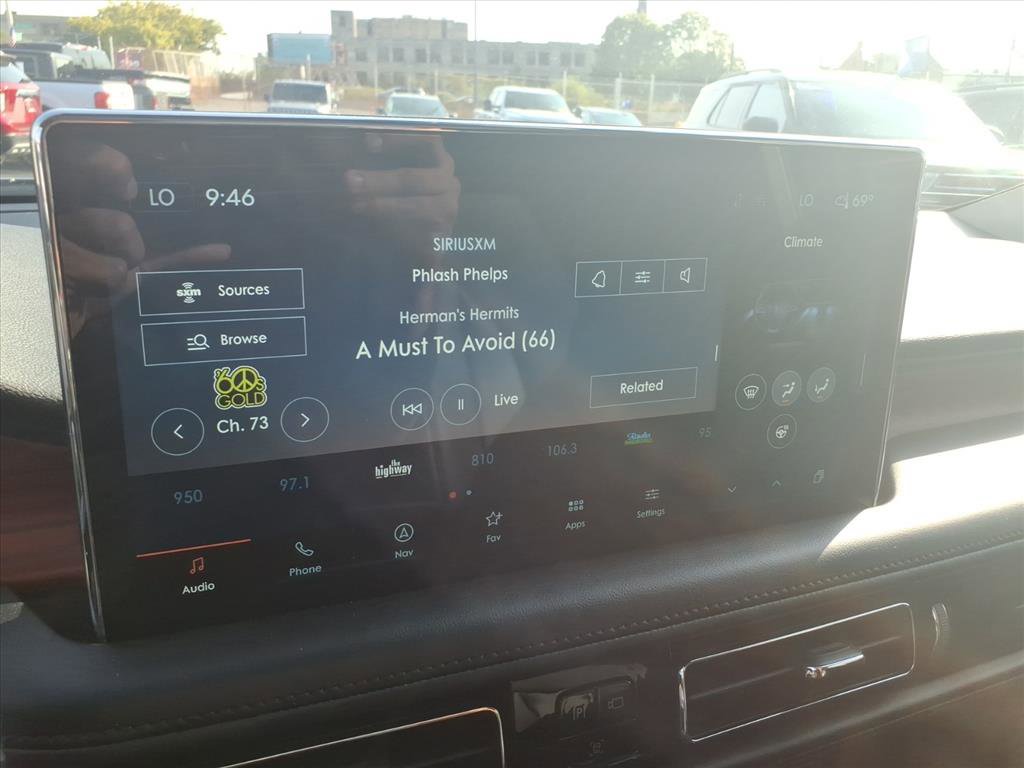 LO 9:46
LO 69°
SIRIUSXM
Climate
Phlash Phelps
sxm Sources
Herman's Hermits
Browse
A Must To Avoid (66)
'60s
GOLD
Related
Live
Ch. 73
the
highway
950
97.1
810
106.3
95
Audio
Phone
Nav
Fav
Apps
Settings
P